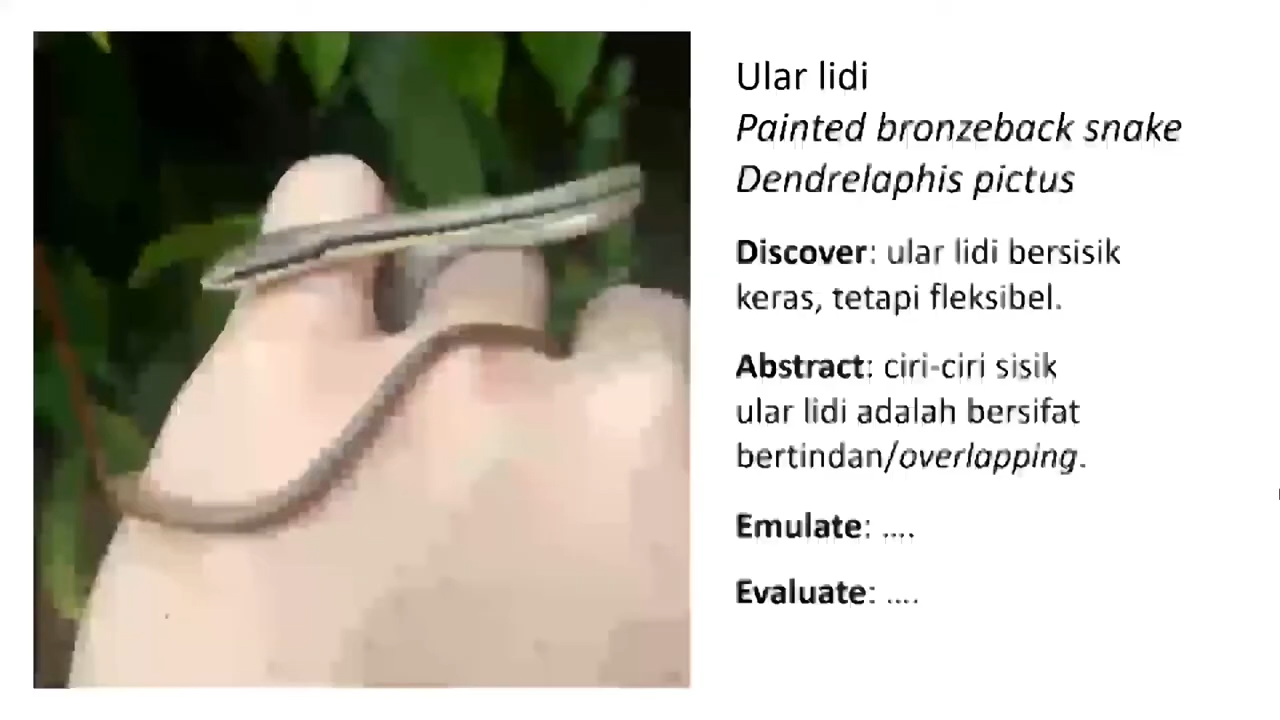 Ular lidi
Painted bronzeback snake
Dendrelaphis pictus
Discover: ular lidi bersisik
keras, tetapi fleksibel.
Abstract: ciri-ciri sisik
ular lidi adalah bersifat
bertindan/overlapping.
Emulate: ....
Evaluate: ....